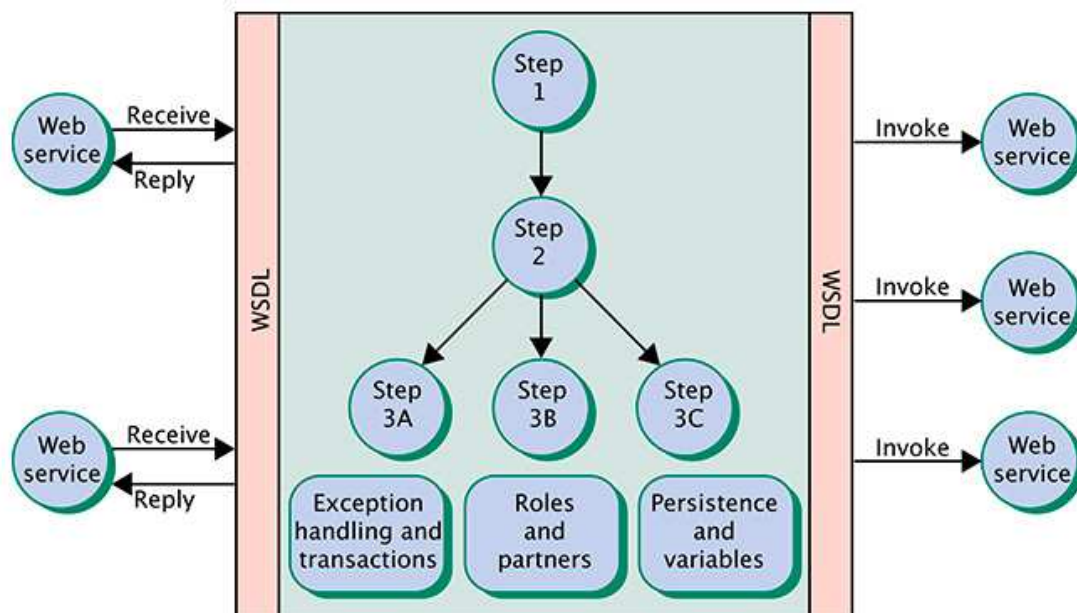 Step
1
Web
service
Receive
Reply
Invoke
Web
service
Step
2
WSDL
WSDL
Invoke
Web
service
Step
3A
Step
3B
Step
3C
Web
service
Receive
Reply
Invoke
Web
service
Exception
handling and
transactions
Roles
and
partners
Persistence
and
variables